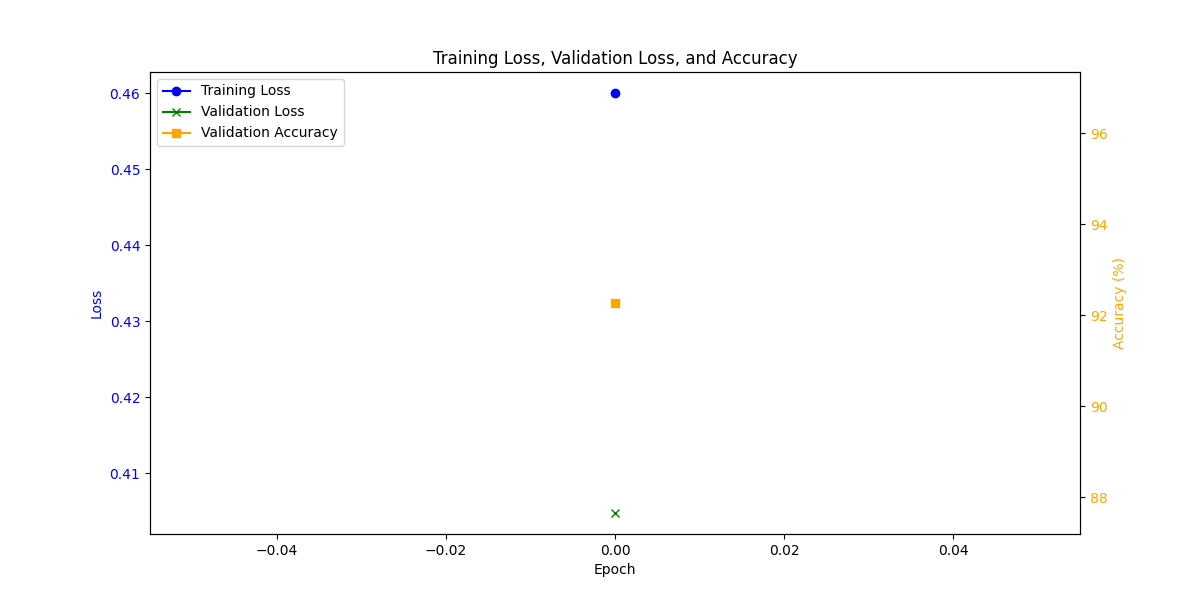 Training Loss, Validation Loss, and Accuracy
Training Loss
Validation Loss
Validation Accuracy
0.46
0.45
0.44
0.43
0.42
0.41
Loss
96
94
92
90
88
Accuracy (%)
−0.04
−0.02
0.00
0.02
0.04
Epoch